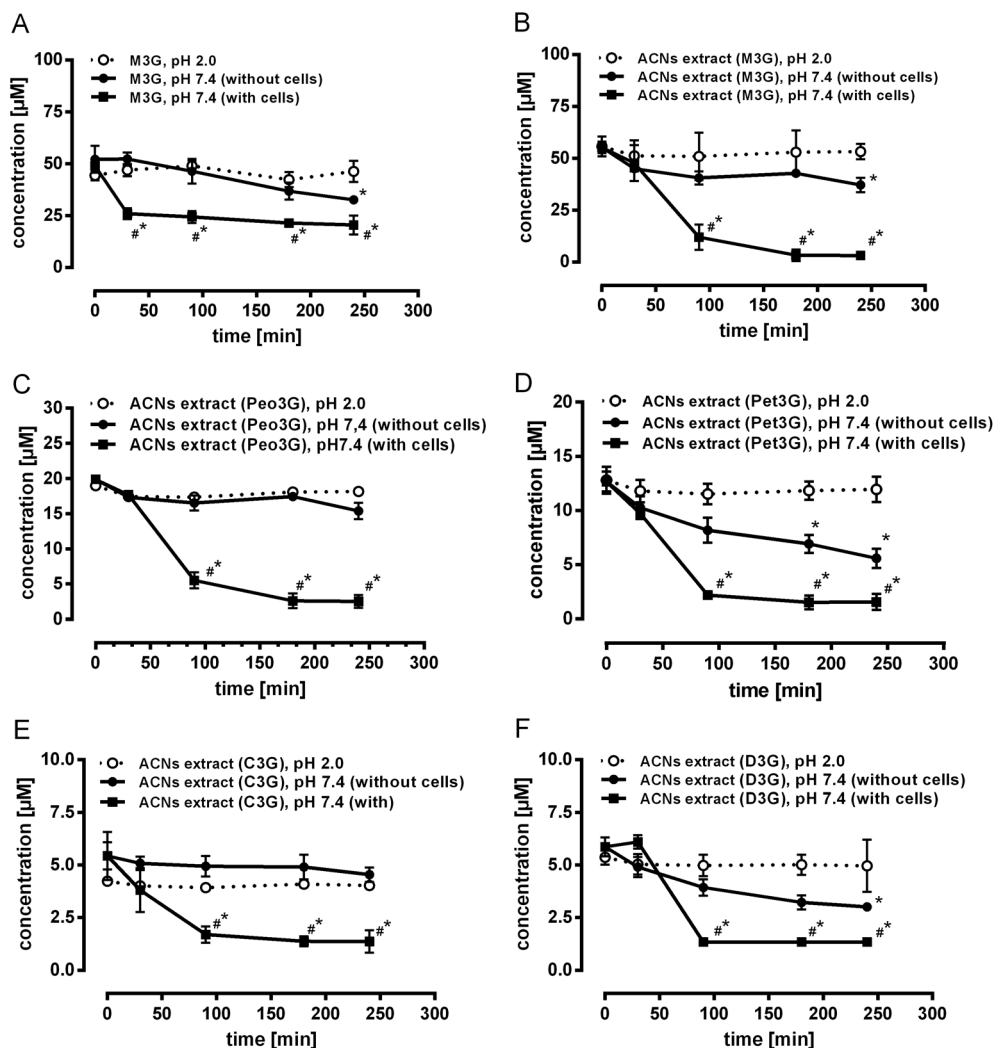 A
M3G, pH 2.0
M3G, pH 7.4 (without cells)
M3G, pH 7.4 (with cells)
concentration [µM]
100
75
50
25
0
*
#* #* #* #*
0 50 100 150 200 250 300
time [min]
B
ACNs extract (M3G), pH 2.0
ACNs extract (M3G), pH 7.4 (without cells)
ACNs extract (M3G), pH 7.4 (with cells)
concentration [µM]
100
75
50
25
0
*
#* #* #*
0 50 100 150 200 250 300
time [min]
C
ACNs extract (Peo3G), pH 2.0
ACNs extract (Peo3G), pH 7,4 (without cells)
ACNs extract (Peo3G), pH7.4 (with cells)
concentration [µM]
30
25
20
15
10
5
0
#* #* #*
0 50 100 150 200 250 300
time [min]
D
ACNs extract (Pet3G), pH 2.0
ACNs extract (Pet3G), pH 7.4 (without cells)
ACNs extract (Pet3G), pH 7.4 (with cells)
concentration [µM]
20
15
10
5
0
* *
#* #* #*
0 50 100 150 200 250 300
time [min]
E
ACNs extract (C3G), pH 2.0
ACNs extract (C3G), pH 7.4 (without cells)
ACNs extract (C3G), pH 7.4 (with)
concentration [µM]
10.0
7.5
5.0
2.5
0.0
#* #* #*
0 50 100 150 200 250 300
time [min]
F
ACNs extract (D3G), pH 2.0
ACNs extract (D3G), pH 7.4 (without cells)
ACNs extract (D3G), pH 7.4 (with cells)
concentration [µM]
10.0
7.5
5.0
2.5
0.0
*
#* #* #*
0 50 100 150 200 250 300
time [min]